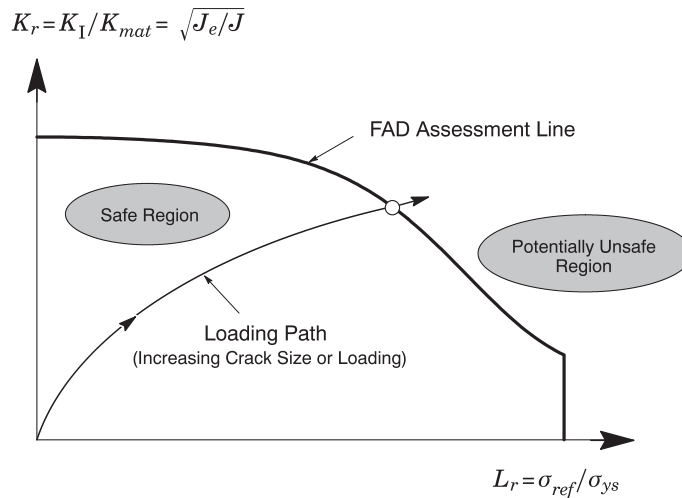 K_r = K_I/K_mat = √J_e/J
FAD Assessment Line
Safe Region
Potentially Unsafe
Region
Loading Path
(Increasing Crack Size or Loading)
L_r = σ_ref/σ_ys